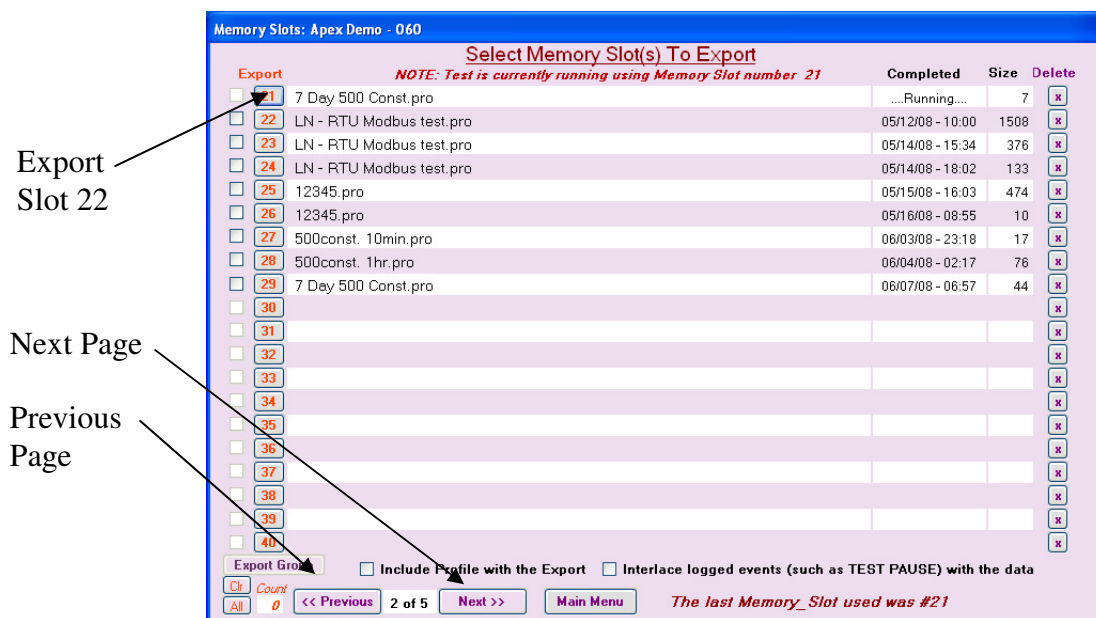 Memory Slots: Apex Demo - 060
Select Memory Slot(s) To Export
Export NOTE: Test is currently running using Memory Slot number 21 Completed Size Delete
21 7 Day 500 Const.pro ....Running.... 7 x
22 LN - RTU Modbus test.pro 05/12/08 - 10:00 1508 x
23 LN - RTU Modbus test.pro 05/14/08 - 15:34 376 x
24 LN - RTU Modbus test.pro 05/14/08 - 18:02 133 x
25 12345.pro 05/15/08 - 16:03 474 x
26 12345.pro 05/16/08 - 08:55 10 x
27 500const. 10min.pro 06/03/08 - 23:18 17 x
28 500const. 1hr.pro 06/04/08 - 02:17 76 x
29 7 Day 500 Const.pro 06/07/08 - 06:57 44 x
30 x
31 x
32 x
33 x
34 x
35 x
36 x
37 x
38 x
39 x
40 x
Export Group Include Profile with the Export Interlace logged events (such as TEST PAUSE) with the data
Clr Count
All 0 << Previous 2 of 5 Next >> Main Menu The last Memory_Slot used was #21
Export
Slot 22
Next Page
Previous
Page